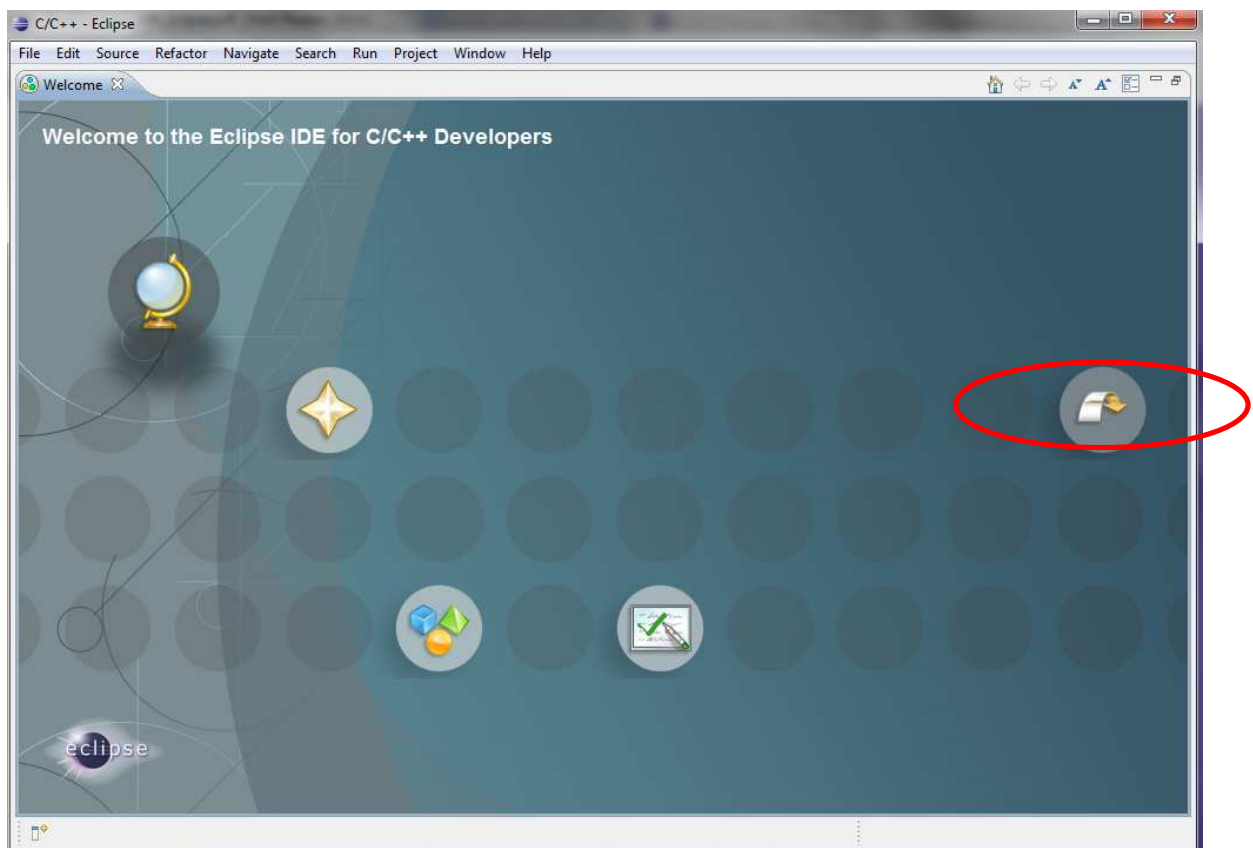 C/C++ - Eclipse
File Edit Source Refactor Navigate Search Run Project Window Help
Welcome
Welcome to the Eclipse IDE for C/C++ Developers
eclipse